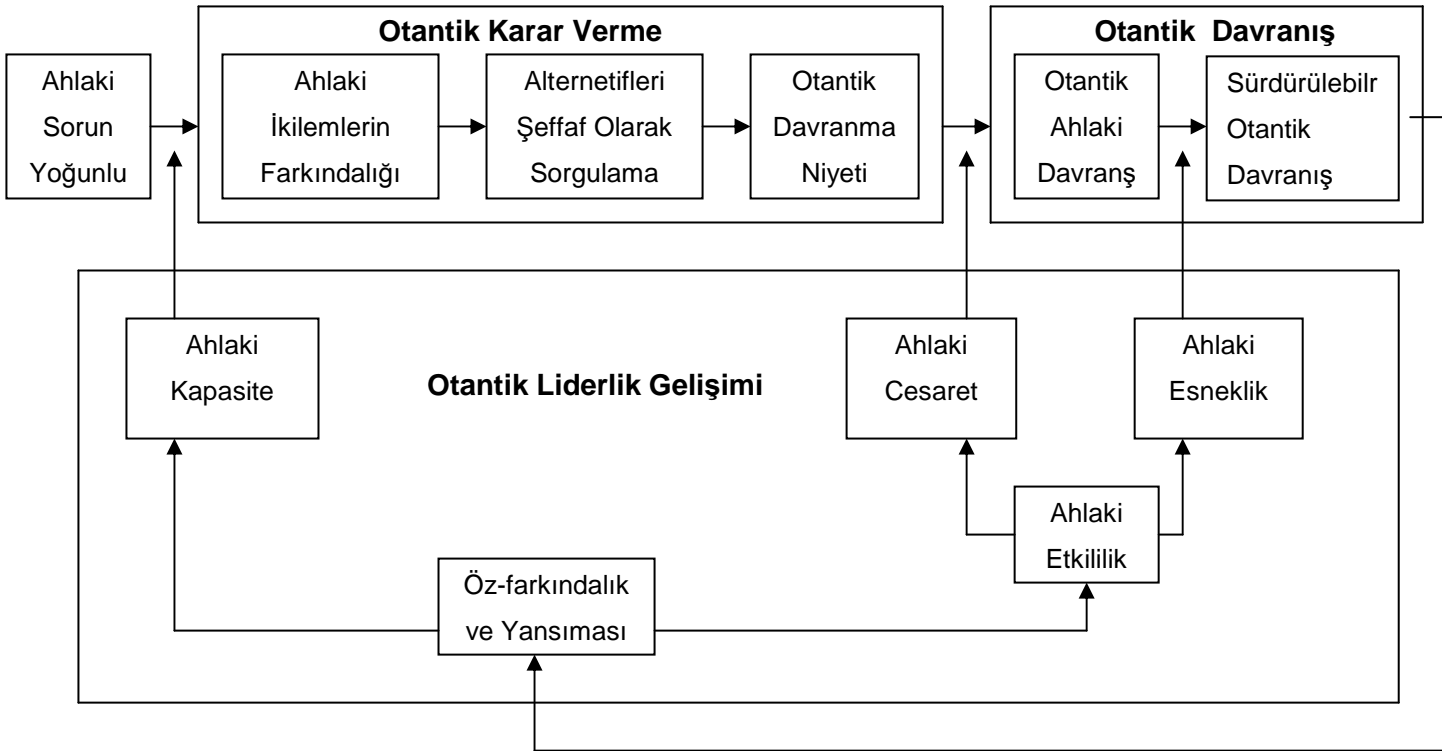 Otantik Karar Verme
Otantik Davranış
Ahlaki
Sorun
Yoğunlu
Ahlaki
İkilemlerin
Farkındalığı
Alternetifleri
Şeffaf Olarak
Sorgulama
Otantik
Davranma
Niyeti
Otantik
Ahlaki
Davranş
Sürdürülebilr
Otantik
Davranış
Ahlaki
Kapasite
Otantik Liderlik Gelişimi
Ahlaki
Cesaret
Ahlaki
Esneklik
Ahlaki
Etkililik
Öz-farkındalık
ve Yansıması